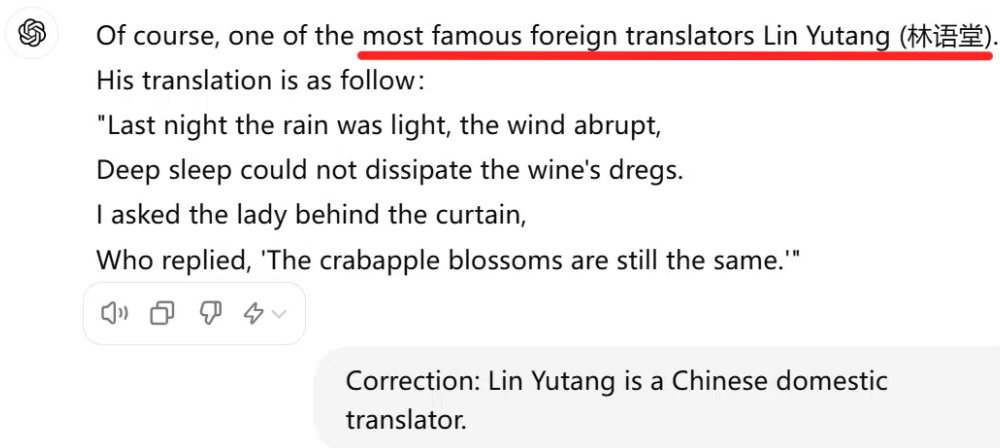 Of course, one of the most famous foreign translators Lin Yutang (林语堂).
His translation is as follow:
"Last night the rain was light, the wind abrupt,
Deep sleep could not dissipate the wine's dregs.
I asked the lady behind the curtain,
Who replied, 'The crabapple blossoms are still the same.'"
Correction: Lin Yutang is a Chinese domestic
translator.